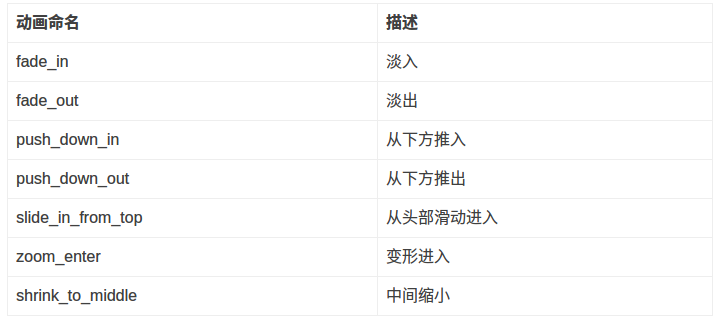 动画命名 描述
fade_in 淡入
fade_out 淡出
push_down_in 从下方推入
push_down_out 从下方推出
slide_in_from_top 从头部滑动进入
zoom_enter 变形进入
shrink_to_middle 中间缩小